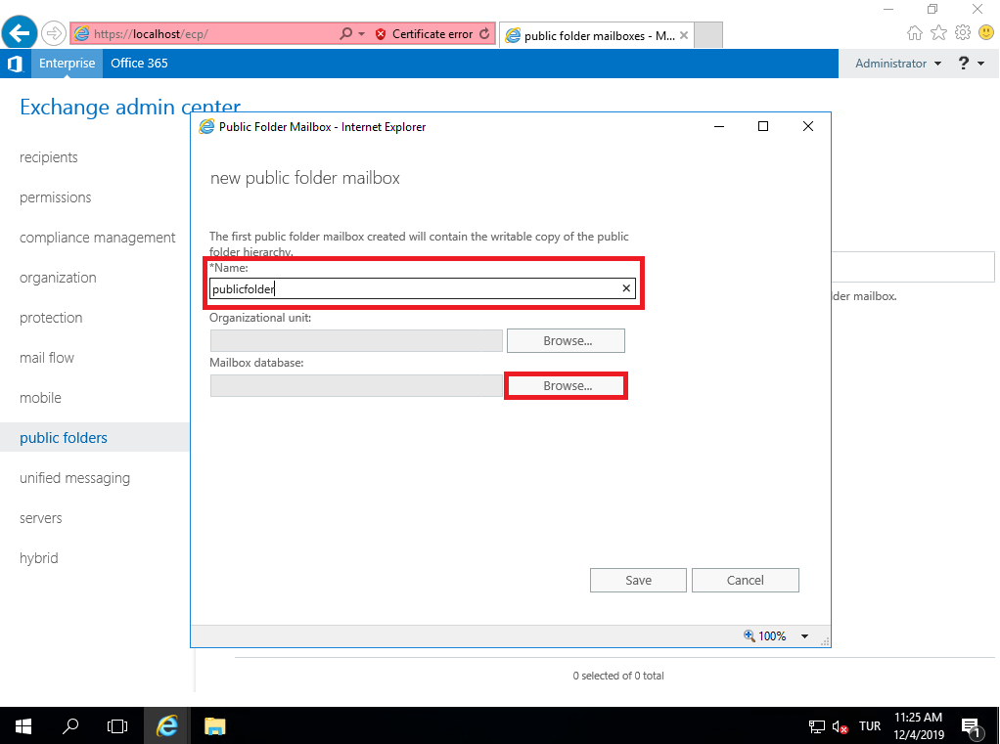 https://localhost/ecp/
Certificate error
public folder mailboxes - M...
Enterprise
Office 365
Administrator
?
Exchange admin center
recipients
permissions
compliance management
organization
protection
mail flow
mobile
public folders
unified messaging
servers
hybrid
Public Folder Mailbox - Internet Explorer
new public folder mailbox
The first public folder mailbox created will contain the writable copy of the public
folder hierarchy.
*Name:
publicfolder
Organizational unit:
Browse...
Mailbox database:
Browse...
Save
Cancel
100%
lder mailbox.
0 selected of 0 total
TUR
11:25 AM
12/4/2019
1